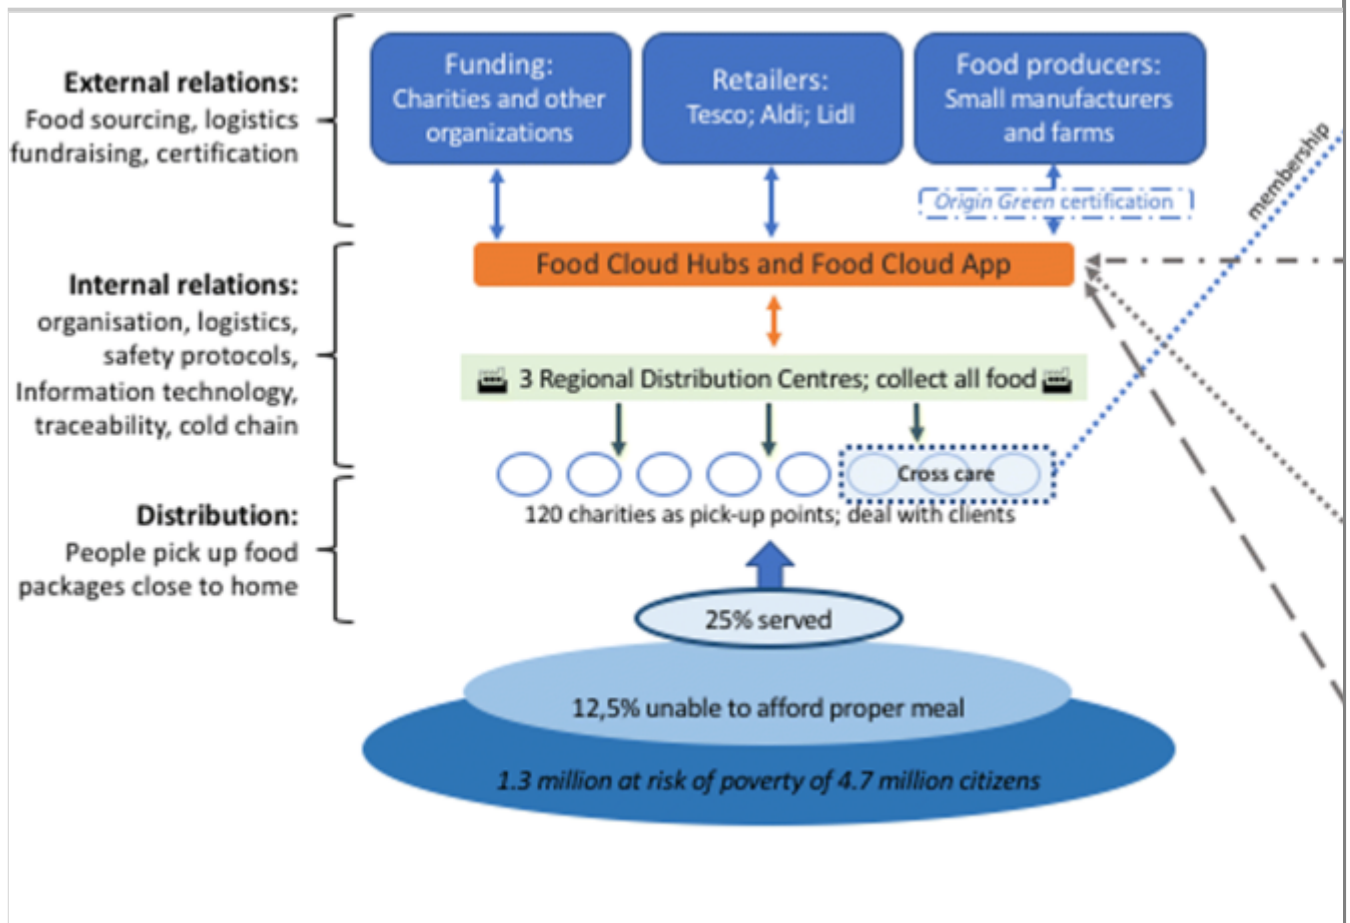 External relations:
Food sourcing, logistics
fundraising, certification
Funding:
Charities and other
organizations
Retailers:
Tesco; Aldi; Lidl
Food producers:
Small manufacturers
and farms
Origin Green certification
membership
Internal relations:
organisation, logistics,
safety protocols,
Information technology,
traceability, cold chain
Food Cloud Hubs and Food Cloud App
3 Regional Distribution Centres; collect all food
Cross care
120 charities as pick-up points; deal with clients
Distribution:
People pick up food
packages close to home
25% served
12,5% unable to afford proper meal
1.3 million at risk of poverty of 4.7 million citizens